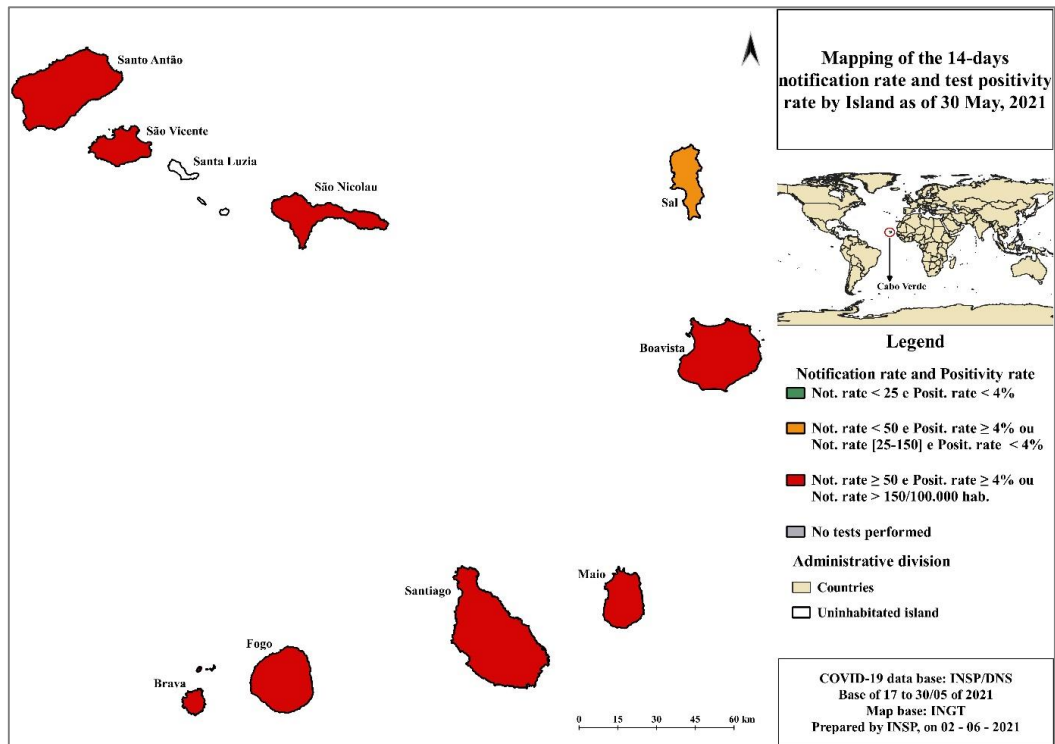 Mapping of the 14-days
notification rate and test positivity
rate by Island as of 30 May, 2021
Santo Antão
São Vicente
Santa Luzia
São Nicolau
Sal
Boavista
Cabo Verde
Legend
Notification rate and Positivity rate
Not. rate < 25 e Posit. rate < 4%
Not. rate < 50 e Posit. rate ≥ 4% ou
Not. rate [25-150] e Posit. rate < 4%
Not. rate ≥ 50 e Posit. rate ≥ 4% ou
Not. rate > 150/100.000 hab.
No tests performed
Administrative division
Countries
Uninhabitated island
Maio
Santiago
Fogo
Brava
0 15 30 45 60 km
COVID-19 data base: INSP/DNS
Base of 17 to 30/05 of 2021
Map base: INGT
Prepared by INSP, on 02 - 06 - 2021